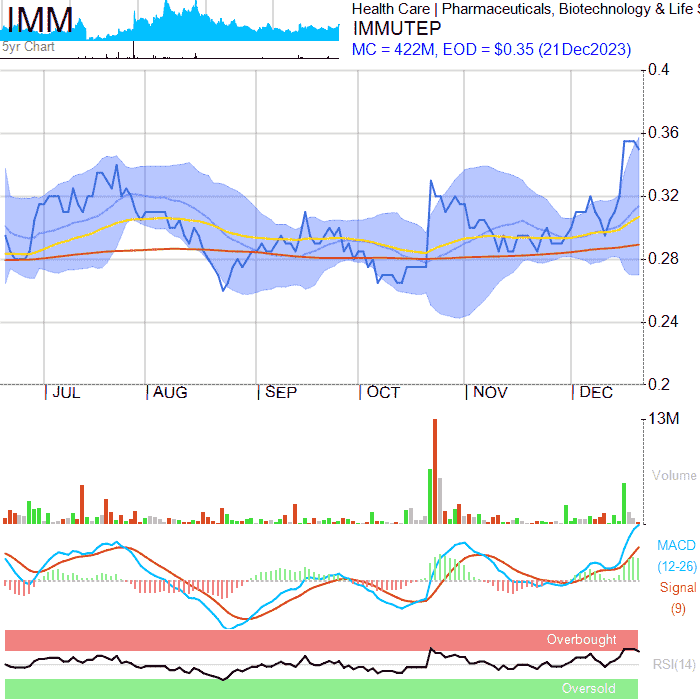 IMM
5yr Chart
Health Care | Pharmaceuticals, Biotechnology & Life S
IMMUTEP
MC = 422M, EOD = $0.35 (21Dec2023)
0.4
0.36
0.32
0.28
0.24
0.2
JUL AUG SEP OCT NOV DEC
13M
Volume
MACD
(12-26)
Signal
(9)
Overbought
RSI(14)
Oversold